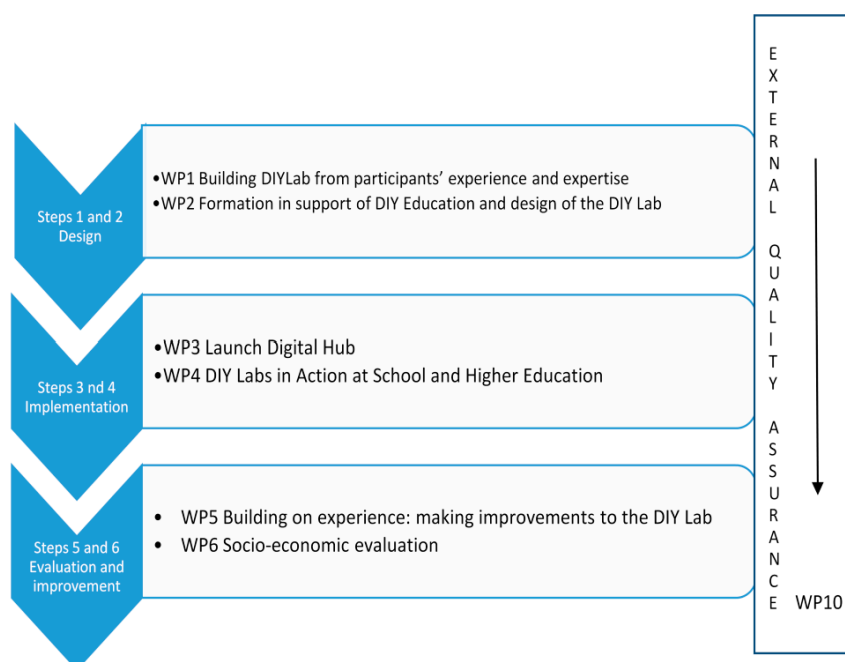 Steps 1 and 2
Design
•WP1 Building DIYLab from participants’ experience and expertise
•WP2 Formation in support of DIY Education and design of the DIY Lab
Steps 3 nd 4
Implementation
•WP3 Launch Digital Hub
•WP4 DIY Labs in Action at School and Higher Education
Steps 5 and 6
Evaluation and
improvement
• WP5 Building on experience: making improvements to the DIY Lab
• WP6 Socio-economic evaluation
EXTERNAL QUALITY ASSURANCE
WP10